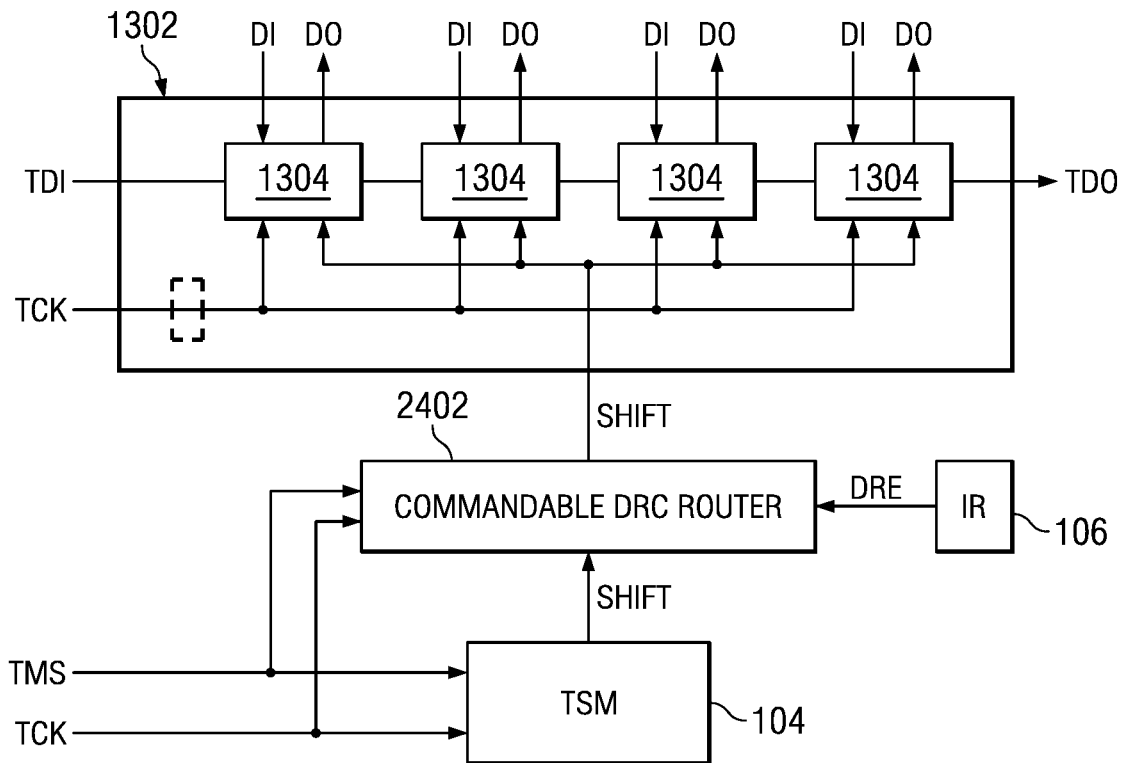 1302
DI DO DI DO DI DO DI DO
TDI 1304 1304 1304 1304 TDO
TCK
2402 SHIFT
COMMANDABLE DRC ROUTER DRE IR 106
SHIFT
TMS
TSM
TCK 104